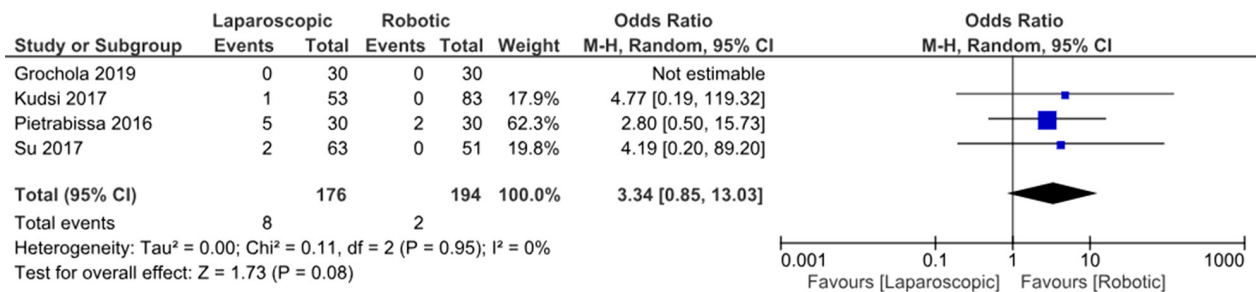 Laparoscopic Robotic Odds Ratio Odds Ratio
Study or Subgroup Events Total Events Total Weight M-H, Random, 95% CI M-H, Random, 95% CI
Grochola 2019 0 30 0 30 Not estimable
Kudsi 2017 1 53 0 83 17.9% 4.77 [0.19, 119.32]
Pietrabissa 2016 5 30 2 30 62.3% 2.80 [0.50, 15.73]
Su 2017 2 63 0 51 19.8% 4.19 [0.20, 89.20]
Total (95% CI) 176 194 100.0% 3.34 [0.85, 13.03]
Total events 8 2
Heterogeneity: Tau² = 0.00; Chi² = 0.11, df = 2 (P = 0.95); I² = 0%
Test for overall effect: Z = 1.73 (P = 0.08)
0.001 0.1 1 10 1000
Favours [Laparoscopic] Favours [Robotic]